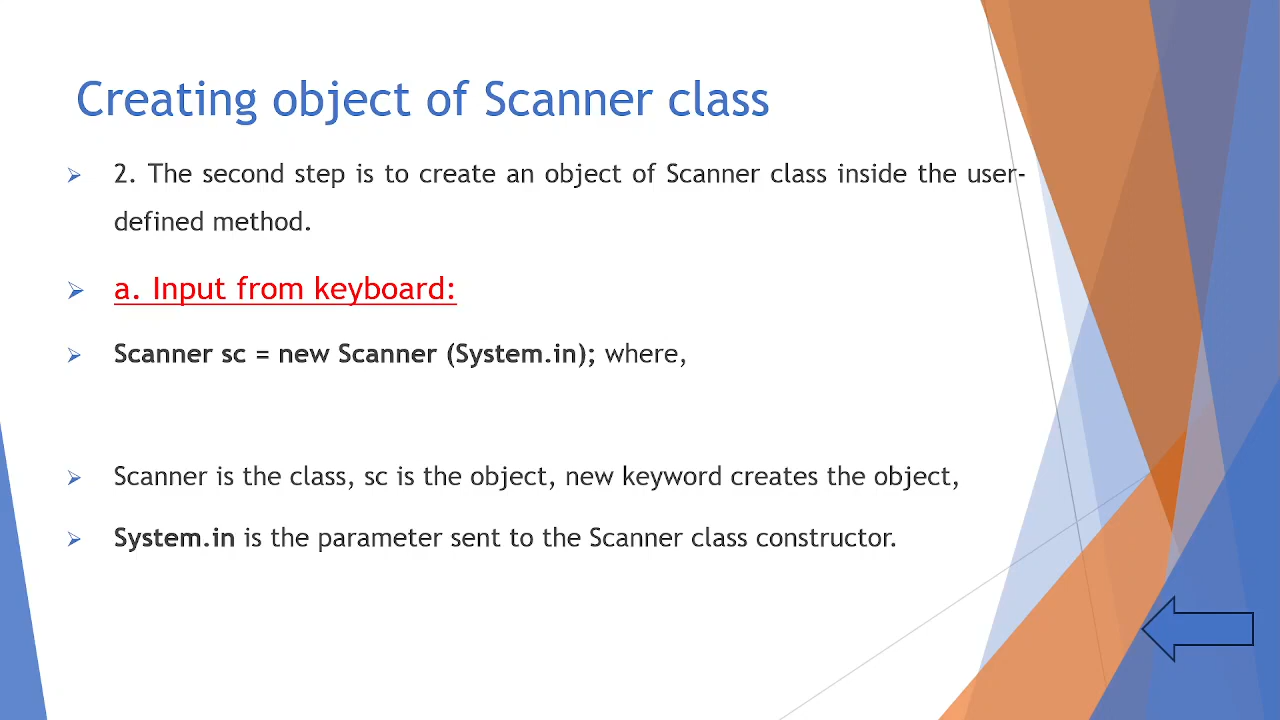 Creating object of Scanner class
2. The second step is to create an object of Scanner class inside the user-
defined method.
a. Input from keyboard:
Scanner sc = new Scanner (System.in); where,
Scanner is the class, sc is the object, new keyword creates the object,
System.in is the parameter sent to the Scanner class constructor.